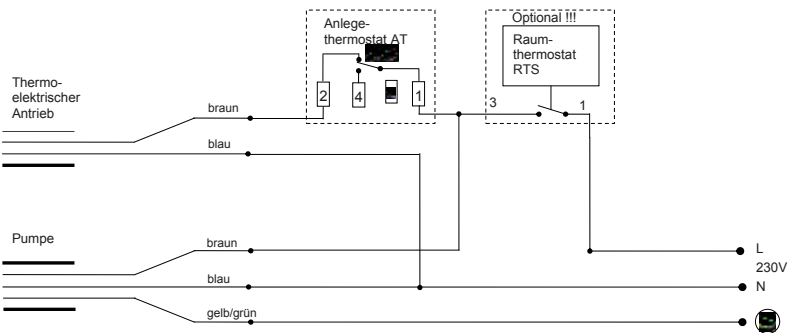 Optional !!!
Anlege-
thermostat AT
Raum-
thermostat
RTS
Thermo-
elektrischer
Antrieb
2
4
1
3
1
braun
blau
Pumpe
braun
L
230V
blau
N
gelb/grün